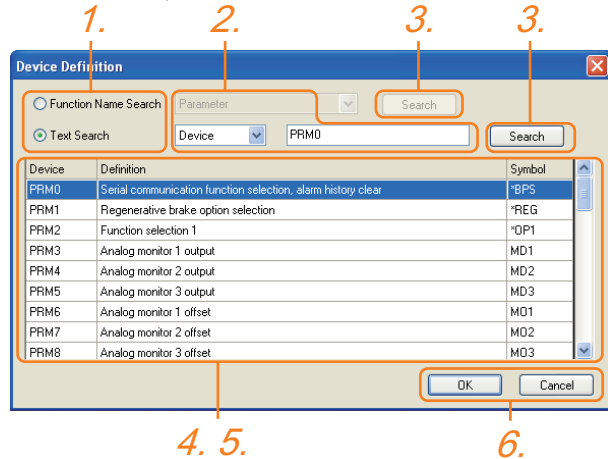 1. 2. 3. 3.
Device Definition
Function Name Search Parameter Search
Text Search Device PRM0 Search
Device Definition Symbol
PRM0 Serial communication function selection, alarm history clear *BPS
PRM1 Regenerative brake option selection *REG
PRM2 Function selection 1 *OP1
PRM3 Analog monitor 1 output MD1
PRM4 Analog monitor 2 output MD2
PRM5 Analog monitor 3 output MD3
PRM6 Analog monitor 1 offset MO1
PRM7 Analog monitor 2 offset MO2
PRM8 Analog monitor 3 offset MO3
OK Cancel
4. 5. 6.